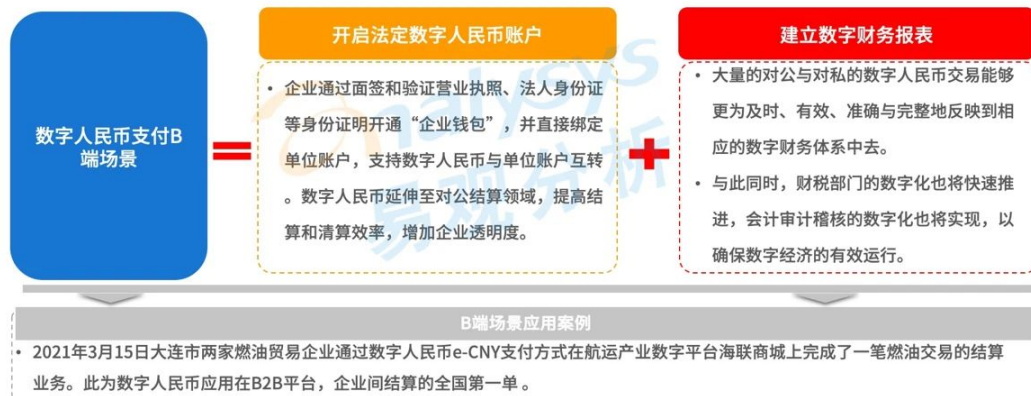 数字人民币支付B
端场景
开启法定数字人民币账户
• 企业通过面签和验证营业执照、法人身份证
等身份证明开通“企业钱包”，并直接绑定
单位账户，支持数字人民币与单位账户互转
。数字人民币延伸至对公结算领域，提高结
算和清算效率，增加企业透明度。
建立数字财务报表
• 大量的对公与对私的数字人民币交易能够
更为及时、有效、准确与完整地反映到相
应的数字财务体系中去。
• 与此同时，财税部门的数字化也将快速推
进，会计审计稽核的数字化也将实现，以
确保数字经济的有效运行。
nalysys
易观分析
B端场景应用案例
• 2021年3月15日大连市两家燃油贸易企业通过数字人民币e-CNY支付方式在航运产业数字平台海联商城上完成了一笔燃油交易的结算
业务。此为数字人民币应用在B2B平台，企业间结算的全国第一单 。